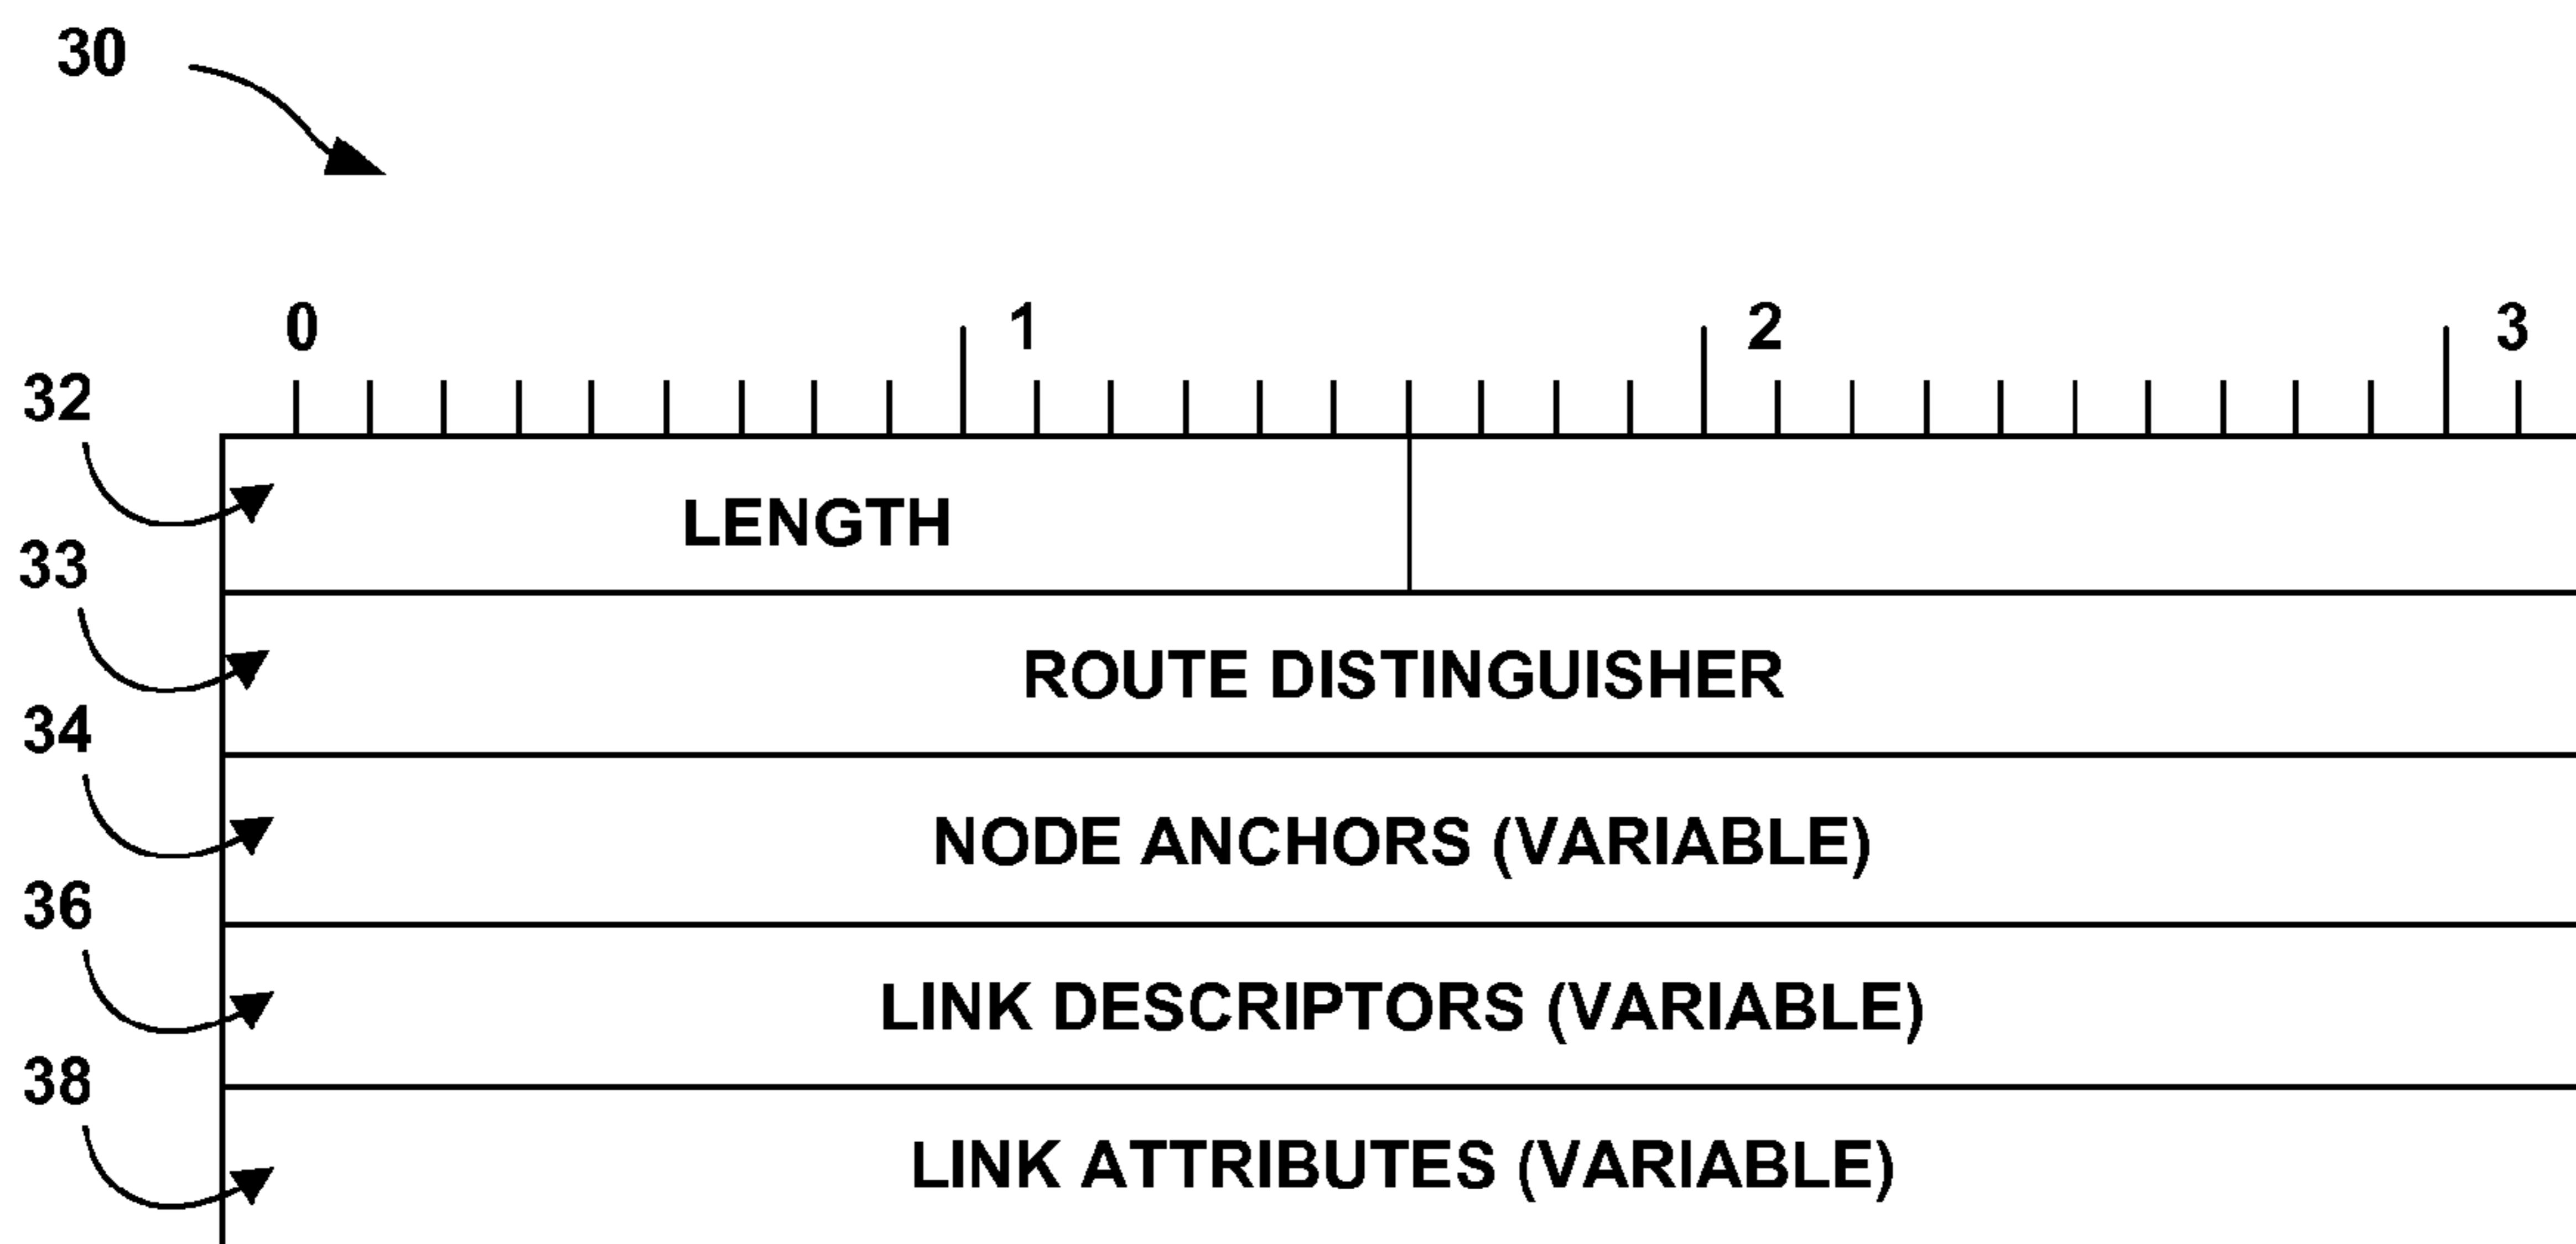 30
0 1 2 3
32
LENGTH
33
ROUTE DISTINGUISHER
34
NODE ANCHORS (VARIABLE)
36
LINK DESCRIPTORS (VARIABLE)
38
LINK ATTRIBUTES (VARIABLE)